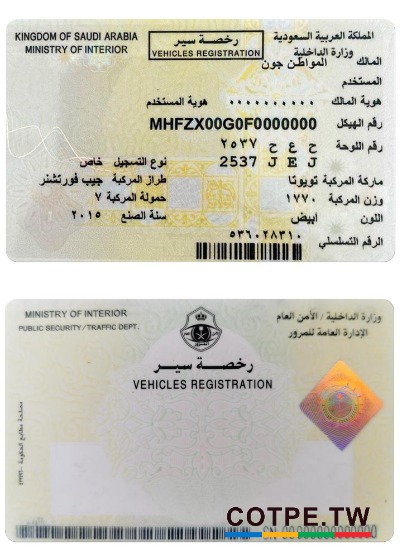 KINGDOM OF SAUDI ARABIA
MINISTRY OF INTERIOR
رخصة سير
VEHICLES REGISTRATION
المملكة العربية السعودية
وزارة الداخلية
المالك المواطن جون
المستخدم
هوية المالك ٠٠٠٠٠٠٠٠٠٠ هوية المستخدم
رقم الهيكل MHFZX00G0F0000000
رقم اللوحة ح ع ج ٢٥٣٧
2537 J E J نوع التسجيل خاص
ماركة المركبة تويوتا طراز المركبة جيب فورتشنر
وزن المركبة ١٧٧٠ حمولة المركبة ٧
اللون ابيض سنة الصنع ٢٠١٥
الرقم التسلسلي ٥٣٦٠٢٨٣١٠
MINISTRY OF INTERIOR
PUBLIC SECURITY / TRAFFIC DEPT.
وزارة الداخلية / الأمن العام
الإدارة العامة للمرور
رخصة سير
VEHICLES REGISTRATION
COTPE.TW